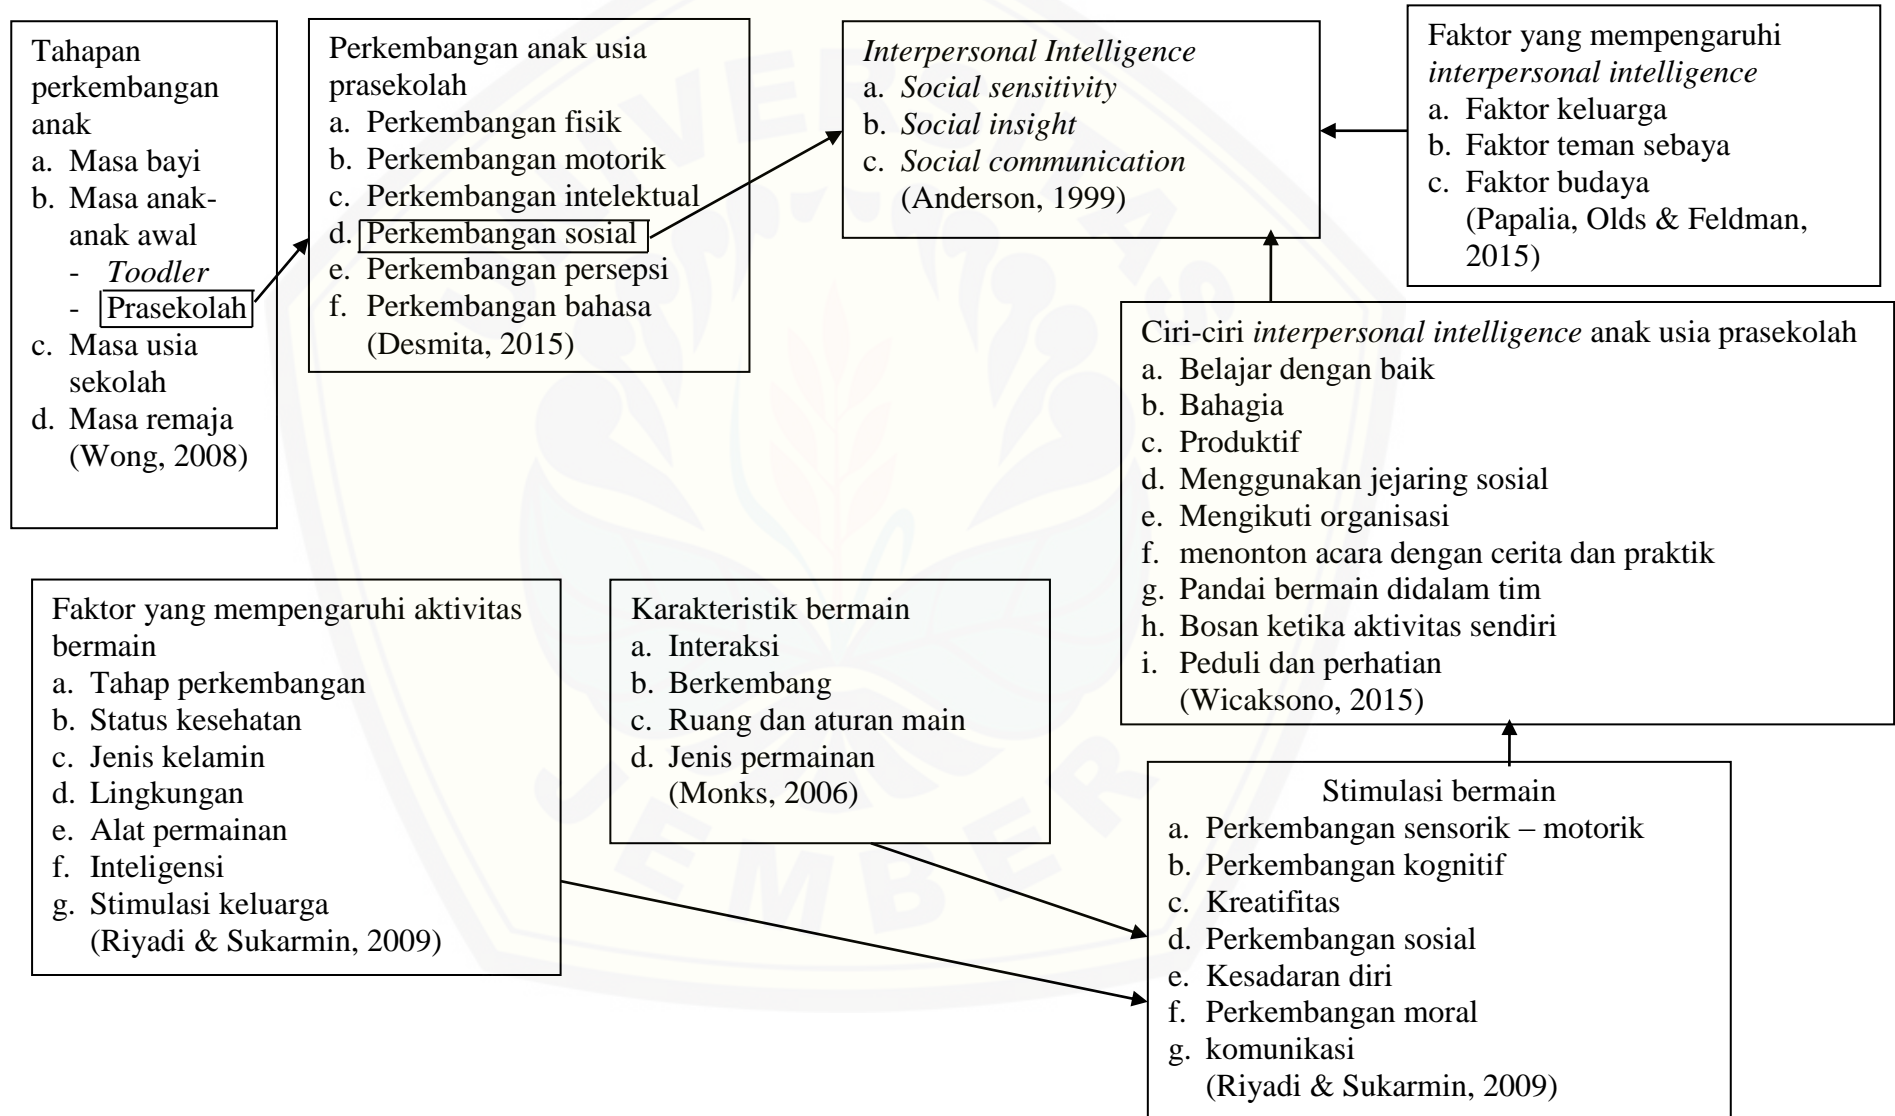 Tahapan
perkembangan
anak
a. Masa bayi
b. Masa anak-
anak awal
- Toodler
- Prasekolah
c. Masa usia
sekolah
d. Masa remaja
(Wong, 2008)
Perkembangan anak usia
prasekolah
a. Perkembangan fisik
b. Perkembangan motorik
c. Perkembangan intelektual
d. Perkembangan sosial
e. Perkembangan persepsi
f. Perkembangan bahasa
(Desmita, 2015)
Interpersonal Intelligence
a. Social sensitivity
b. Social insight
c. Social communication
(Anderson, 1999)
Faktor yang mempengaruhi
interpersonal intelligence
a. Faktor keluarga
b. Faktor teman sebaya
c. Faktor budaya
(Papalia, Olds & Feldman,
2015)
Ciri-ciri interpersonal intelligence anak usia prasekolah
a. Belajar dengan baik
b. Bahagia
c. Produktif
d. Menggunakan jejaring sosial
e. Mengikuti organisasi
f. menonton acara dengan cerita dan praktik
g. Pandai bermain didalam tim
h. Bosan ketika aktivitas sendiri
i. Peduli dan perhatian
(Wicaksono, 2015)
Faktor yang mempengaruhi aktivitas
bermain
a. Tahap perkembangan
b. Status kesehatan
c. Jenis kelamin
d. Lingkungan
e. Alat permainan
f. Inteligensi
g. Stimulasi keluarga
(Riyadi & Sukarmin, 2009)
Karakteristik bermain
a. Interaksi
b. Berkembang
c. Ruang dan aturan main
d. Jenis permainan
(Monks, 2006)
Stimulasi bermain
a. Perkembangan sensorik – motorik
b. Perkembangan kognitif
c. Kreatifitas
d. Perkembangan sosial
e. Kesadaran diri
f. Perkembangan moral
g. komunikasi
(Riyadi & Sukarmin, 2009)
JEMBER